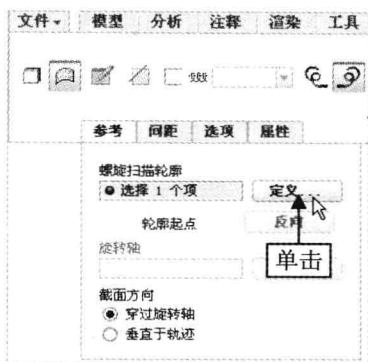 文件 模型 分析 注释 渲染 工具
参考 间距 选项 属性
螺旋扫描轮廓
选择 1 个项 定义...
轮廓起点 反向
旋转轴
单击
截面方向
穿过旋转轴
垂直于轨迹